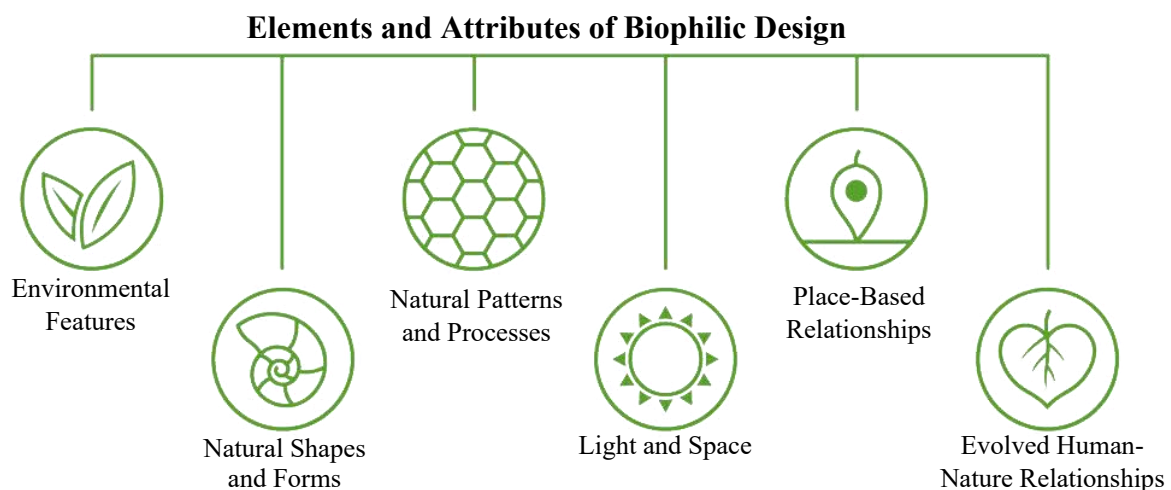 Elements and Attributes of Biophilic Design
Environmental
Features
Natural Shapes
and Forms
Natural Patterns
and Processes
Light and Space
Place-Based
Relationships
Evolved Human-
Nature Relationships